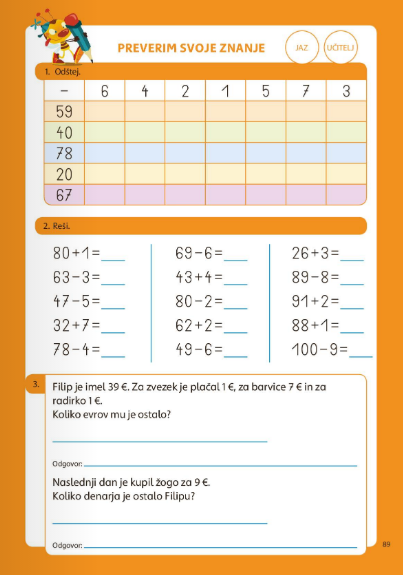 PREVERIM SVOJE ZNANJE
JAZ
UČITELJ
1. Odštej.
− 6 4 2 1 5 7 3
59
40
78
20
67
2. Reši.
80+1=___ 69−6=___ 26+3=___
63−3=___ 43+4=___ 89−8=___
47−5=___ 80−2=___ 91+2=___
32+7=___ 62+2=___ 88+1=___
78−4=___ 49−6=___ 100−9=___
3. Filip je imel 39 €. Za zvezek je plačal 1 €, za barvice 7 € in za
radirko 1 €.
Koliko evrov mu je ostalo?
Odgovor:
Naslednji dan je kupil žogo za 9 €.
Koliko denarja je ostalo Filipu?
Odgovor:
89